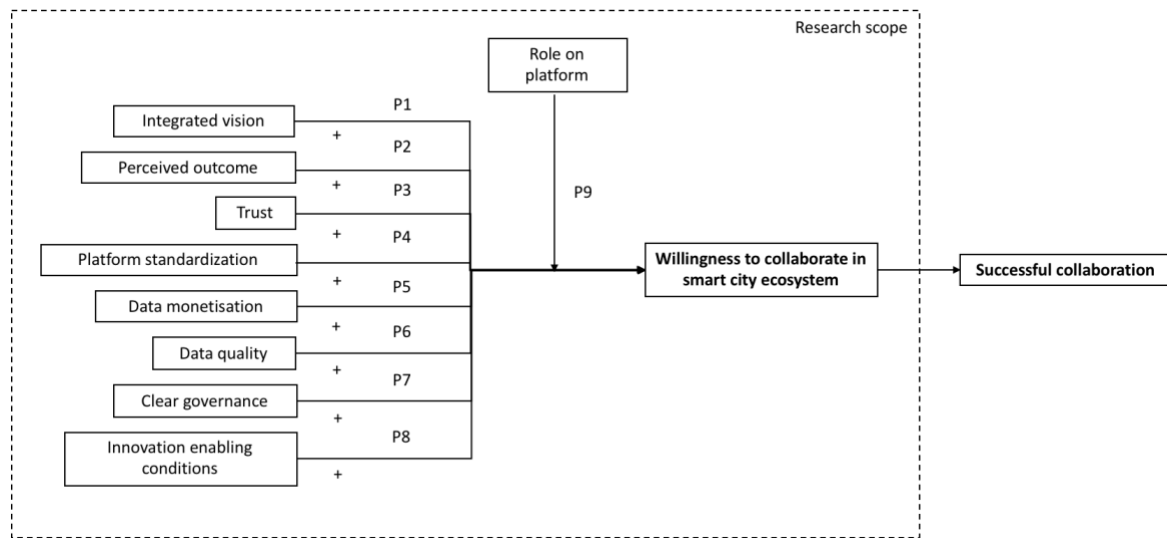 Research scope
Role on
platform
P1
Integrated vision
+
P2
Perceived outcome
+
P3
P9
Trust
+
P4
Platform standardization
Willingness to collaborate in
smart city ecosystem
Successful collaboration
+
P5
Data monetisation
+
P6
Data quality
+
P7
Clear governance
+
P8
Innovation enabling
conditions
+